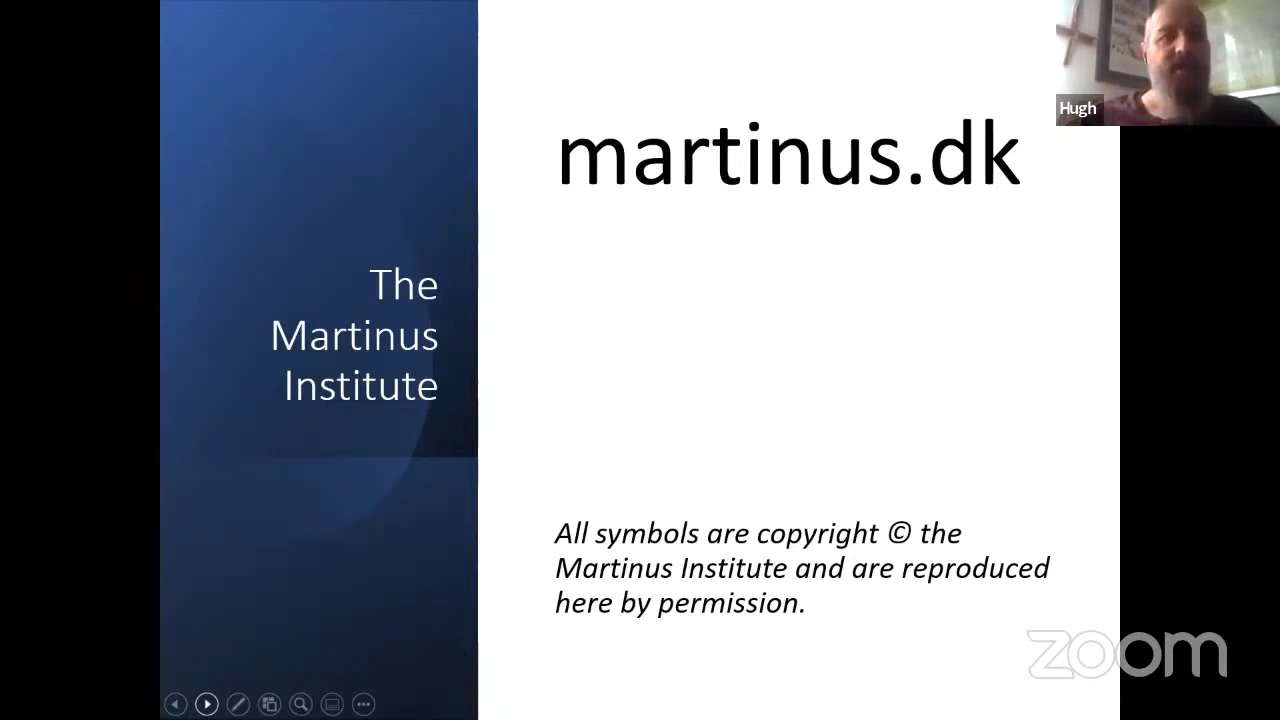 Hugh
martinus.dk
The
Martinus
Institute
All symbols are copyright © the
Martinus Institute and are reproduced
here by permission.
zoom